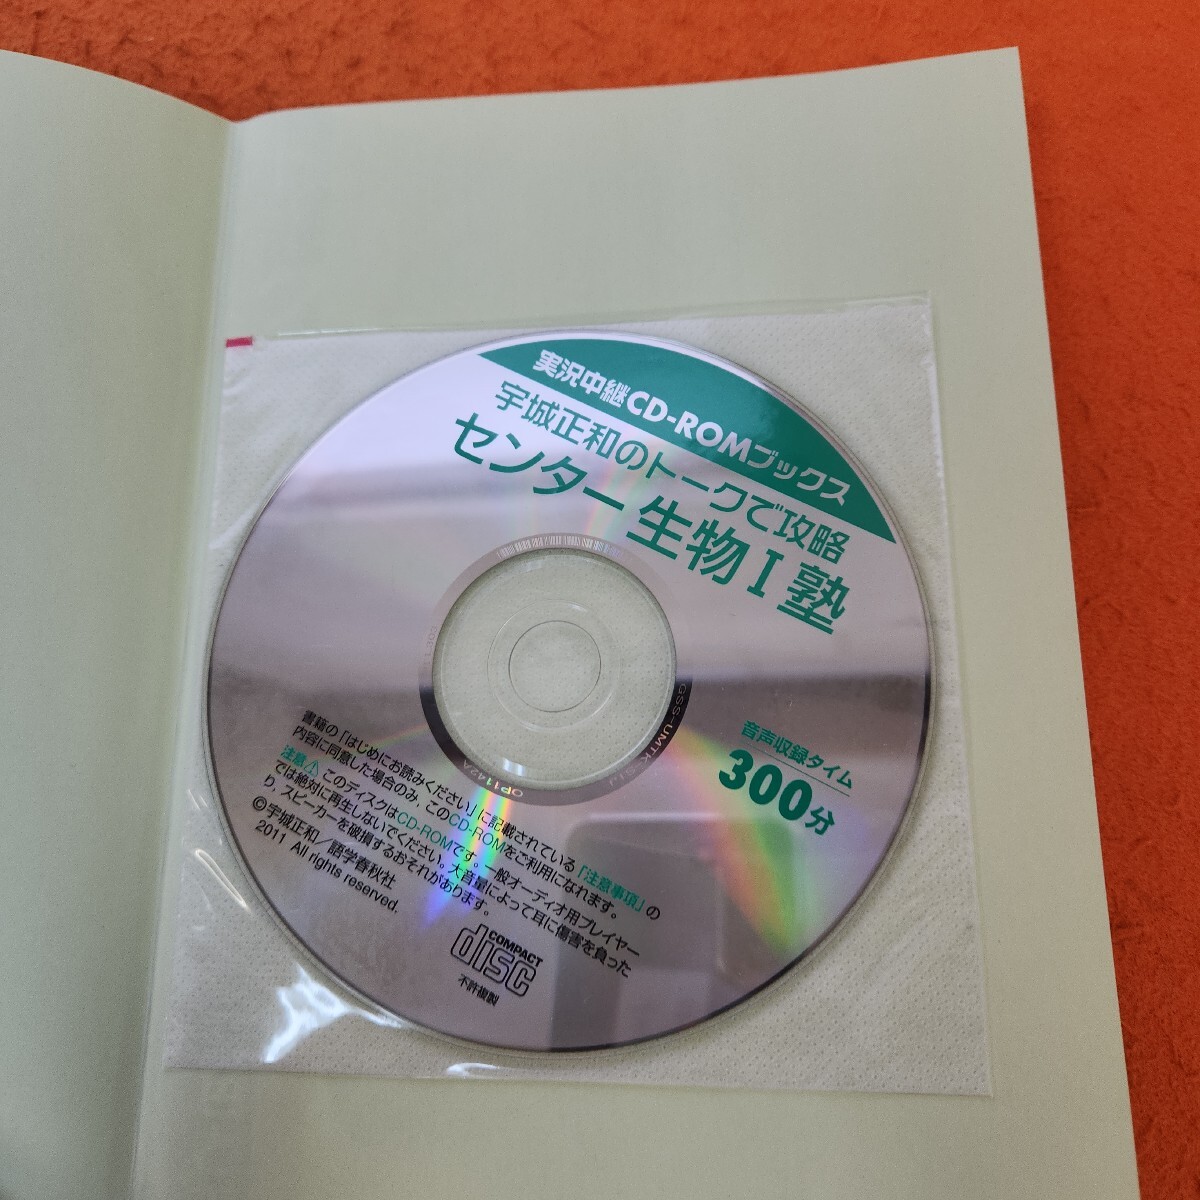 実況中継CD-ROMブックス
宇城正和のトークで攻略
センター生物Ⅰ塾
音声収録タイム
300分
書籍の「はじめにお読みください」に記載されている「注意事項」の
内容に同意した場合のみ，このCD-ROMをご利用になれます。
注意⚠このディスクはCD-ROMです。一般オーディオ用プレイヤー
では絶対に再生しないでください。大音量によって耳に傷害を負った
り，スピーカーを破損するおそれがあります。
©宇城正和／語学春秋社
2011 All rights reserved.
COMPACT
disc
不許複製
OP1142A